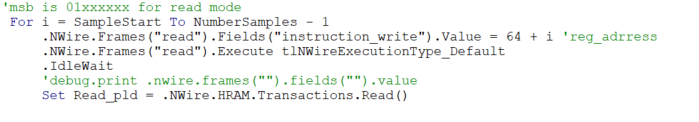 'msb is 01xxxxxx for read mode
For i = SampleStart To NumberSamples - 1
.NWire.Frames("read").Fields("instruction_write").Value = 64 + i 'reg_adrress
.NWire.Frames("read").Execute tlNWireExecutionType_Default
.IdleWait
'debug.print .nwire.frames("").fields("").value
Set Read_pld = .NWire.HRAM.Transactions.Read()